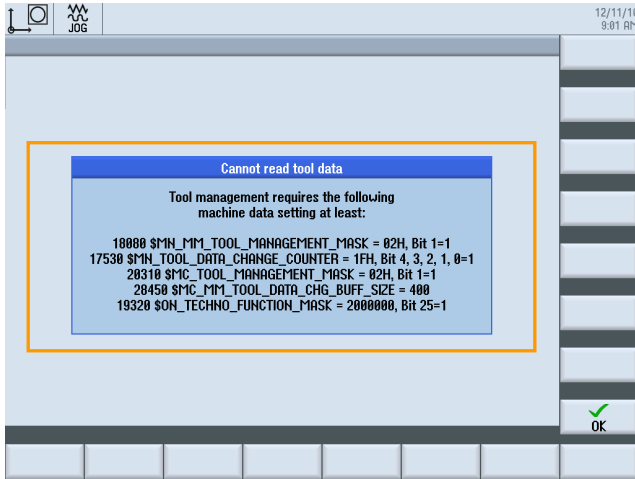 12/11/1
JOG
9:01 AM
Cannot read tool data
Tool management requires the following
machine data setting at least:
18080 $MN_MM_TOOL_MANAGEMENT_MASK = 02H, Bit 1=1
17530 $MN_TOOL_DATA_CHANGE_COUNTER = 1FH, Bit 4, 3, 2, 1, 0=1
20310 $MC_TOOL_MANAGEMENT_MASK = 02H, Bit 1=1
28450 $MC_MM_TOOL_DATA_CHG_BUFF_SIZE = 400
19320 $ON_TECHNO_FUNCTION_MASK = 2000000, Bit 25=1
OK